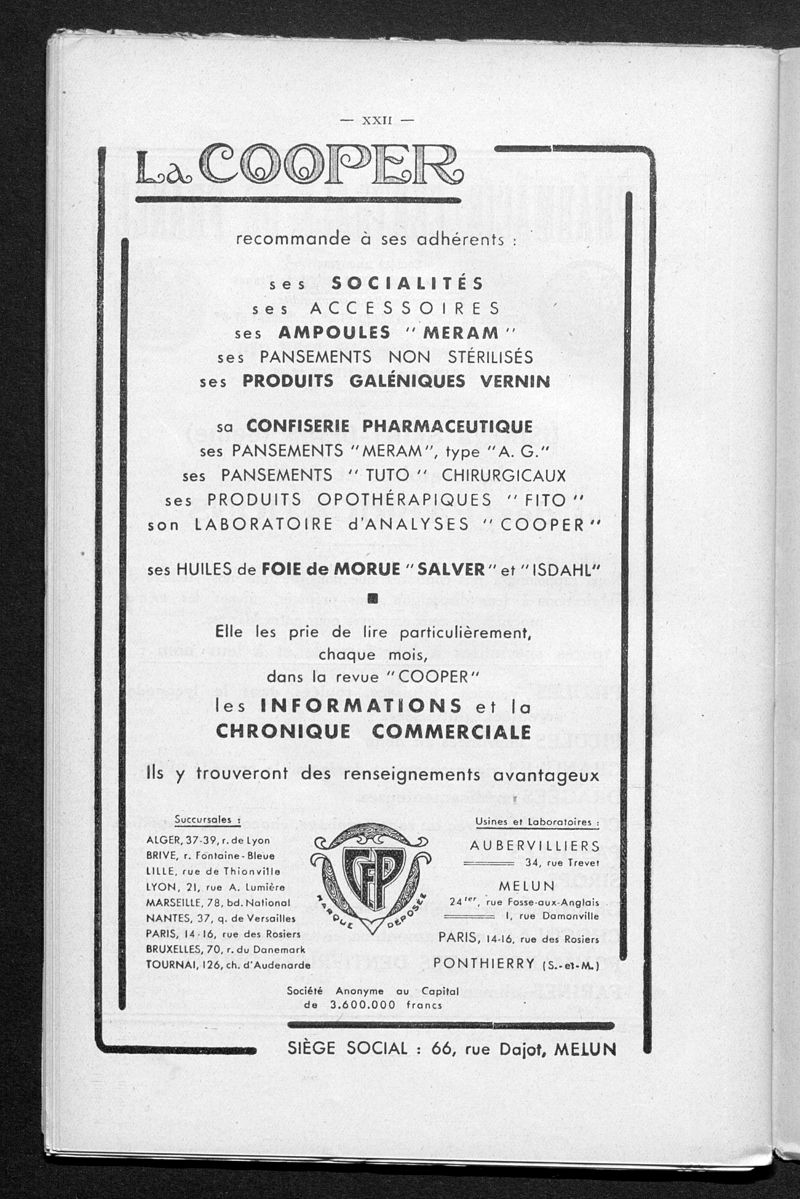 — XXII —
La COOPER
recommande à ses adhérents :
ses SOCIALITÉS
ses ACCESSOIRES
ses AMPOULES "MERAM"
ses PANSEMENTS NON STÉRILISÉS
ses PRODUITS GALÉNIQUES VERNIN
sa CONFISERIE PHARMACEUTIQUE
ses PANSEMENTS "MERAM", type "A. G."
ses PANSEMENTS "TUTO" CHIRURGICAUX
ses PRODUITS OPOTHÉRAPIQUES "FITO"
son LABORATOIRE d'ANALYSES "COOPER"
ses HUILES de FOIE de MORUE "SALVER" et "ISDAHL"
Elle les prie de lire particulièrement,
chaque mois,
dans la revue "COOPER"
les INFORMATIONS et la
CHRONIQUE COMMERCIALE
Ils y trouveront des renseignements avantageux
Succursales :
ALGER, 37-39, r. de Lyon
BRIVE, r. Fontaine-Bleue
LILLE, rue de Thionville
LYON, 21, rue A. Lumière
MARSEILLE, 78, bd. National
NANTES, 37, q. de Versailles
PARIS, 14-16, rue des Rosiers
BRUXELLES, 70, r. du Danemark
TOURNAI, 126, ch. d'Audenarde
CFP
MARQUE DÉPOSÉE
Usines et Laboratoires :
AUBERVILLIERS
34, rue Trevet
MELUN
24ter, rue Fosse-aux-Anglais
1, rue Damonville
PARIS, 14-16, rue des Rosiers
PONTHIERRY (S.-et-M.)
Société Anonyme au Capital
de 3.600.000 francs
SIÈGE SOCIAL : 66, rue Dajot, MELUN